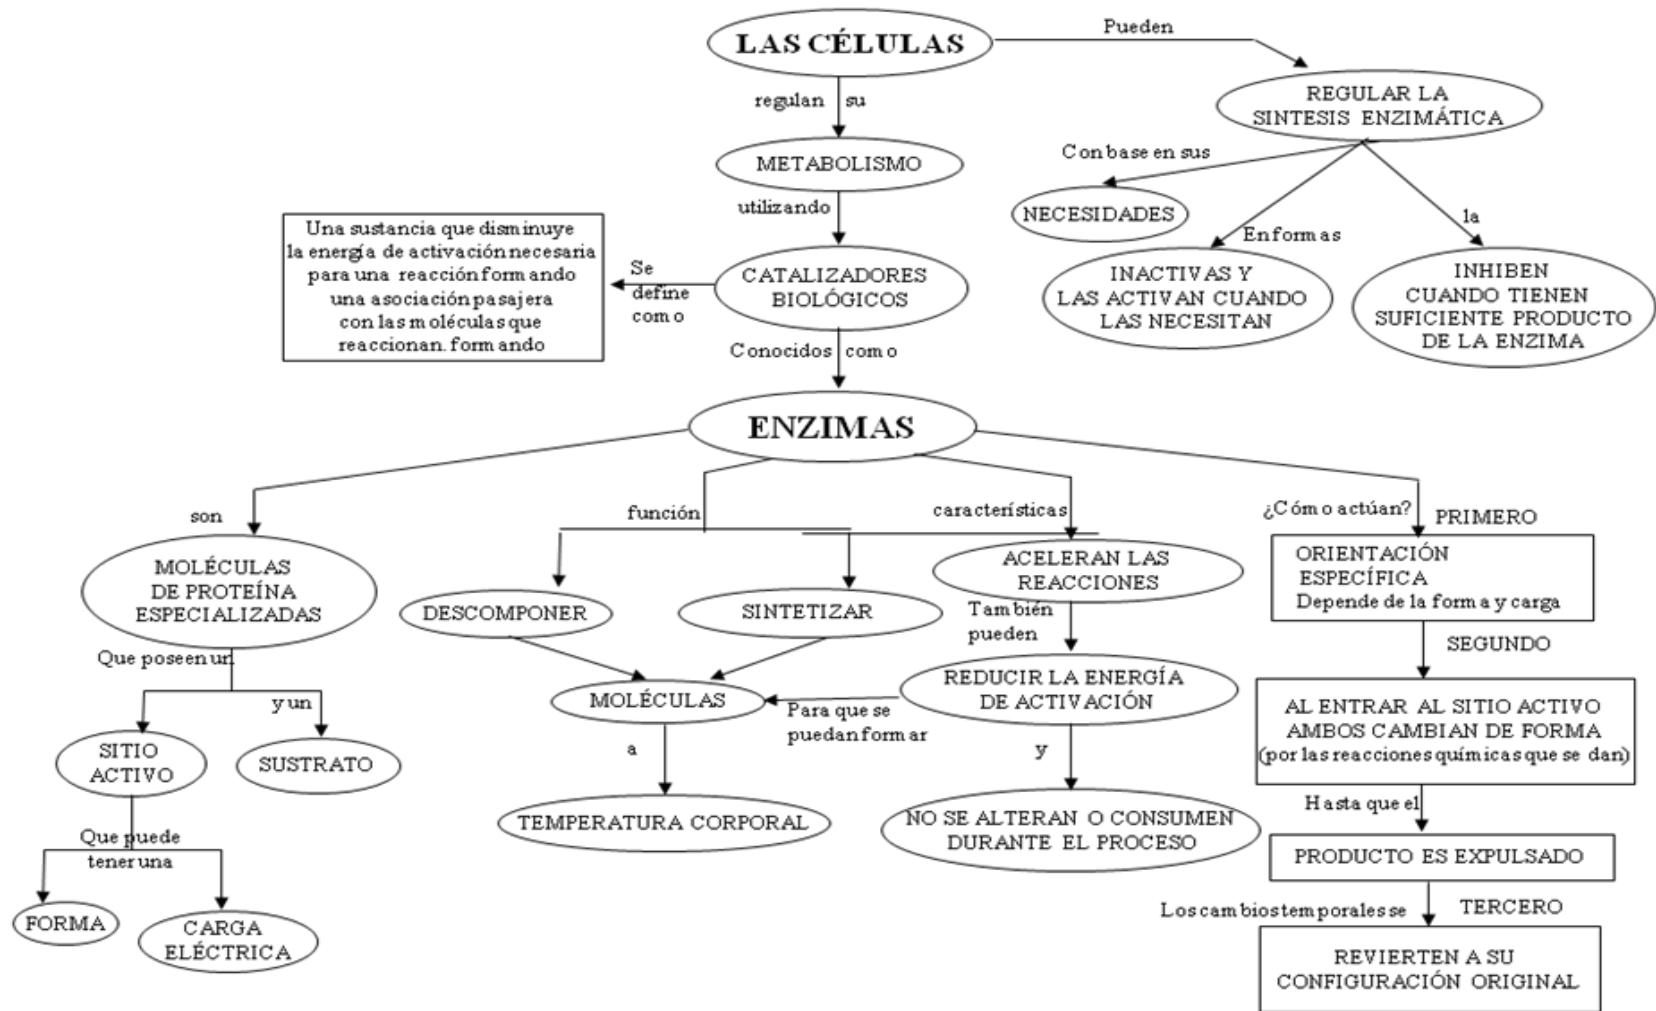 LAS CÉLULAS
Pueden
REGULAR LA
SINTESIS ENZIMÁTICA
Con base en sus
NECESIDADES
En formas
INACTIVAS Y
LAS ACTIVAN CUANDO
LAS NECESITAN
la
INHIBEN
CUANDO TIENEN
SUFICIENTE PRODUCTO
DE LA ENZIMA
regulan su
METABOLISMO
utilizando
CATALIZADORES
BIOLÓGICOS
Se
define
como
Una sustancia que disminuye
la energía de activación necesaria
para una reacción formando
una asociación pasajera
con las moléculas que
reaccionan. formando
Conocidos como
ENZIMAS
son
MOLÉCULAS
DE PROTEÍNA
ESPECIALIZADAS
Que poseen un
y un
SITIO
ACTIVO
SUSTRATO
Que puede
tener una
FORMA
CARGA
ELÉCTRICA
función
DESCOMPONER
SINTETIZAR
MOLÉCULAS
a
TEMPERATURA CORPORAL
características
ACELERAN LAS
REACCIONES
También
pueden
REDUCIR LA ENERGÍA
DE ACTIVACIÓN
Para que se
puedan formar
y
NO SE ALTERAN O CONSUMEN
DURANTE EL PROCESO
¿Cómo actúan?
PRIMERO
ORIENTACIÓN
ESPECÍFICA
Depende de la forma y carga
SEGUNDO
AL ENTRAR AL SITIO ACTIVO
AMBOS CAMBIAN DE FORMA
(por las reacciones químicas que se dan)
Hasta que el
PRODUCTO ES EXPULSADO
Los cambios temporales se
TERCERO
REVIERTEN A SU
CONFIGURACIÓN ORIGINAL